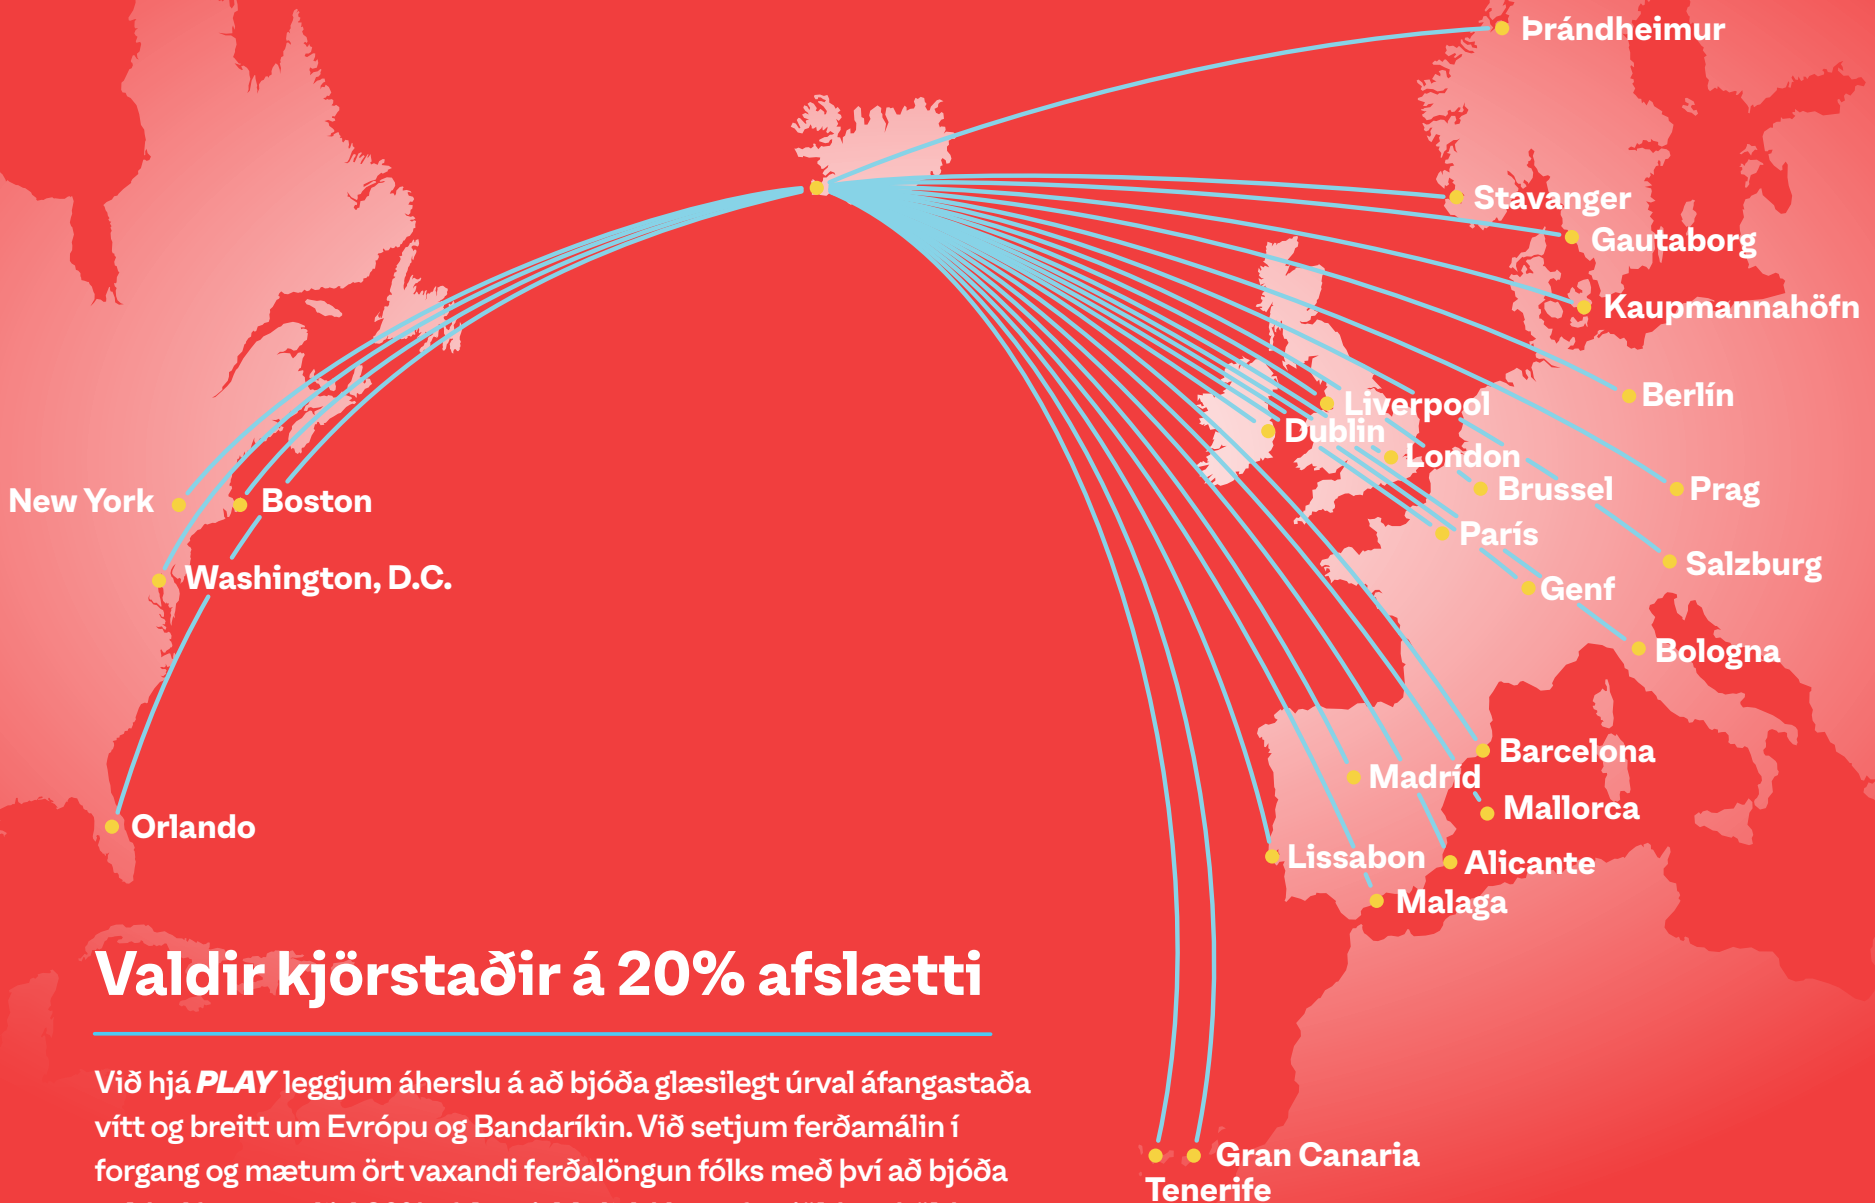 Þrándheimur
Stavanger
Gautaborg
Kaupmannahöfn
Berlín
Liverpool
Dublin
London
Brussel
Prag
París
Salzburg
Genf
Bologna
New York
Boston
Washington, D.C.
Orlando
Barcelona
Madríd
Mallorca
Lissabon
Alicante
Malaga
Valdir kjörstaðir á 20% afslætti
Við hjá PLAY leggjum áherslu á að bjóða glæsilegt úrval áfangastaða
vítt og breitt um Evrópu og Bandaríkin. Við setjum ferðamálin í
forgang og mætum ört vaxandi ferðalöngun fólks með því að bjóða
Gran Canaria
Tenerife